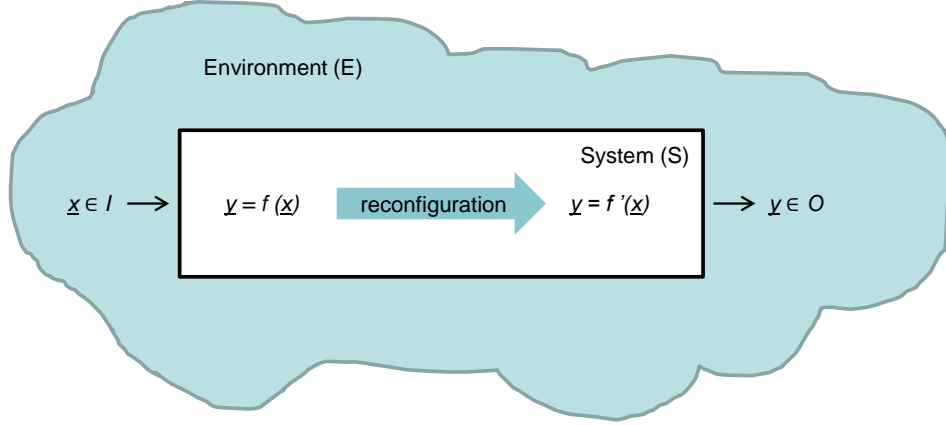 Environment (E)
System (S)
x ∈ I
y = f (x)
reconfiguration
y = f '(x)
y ∈ O